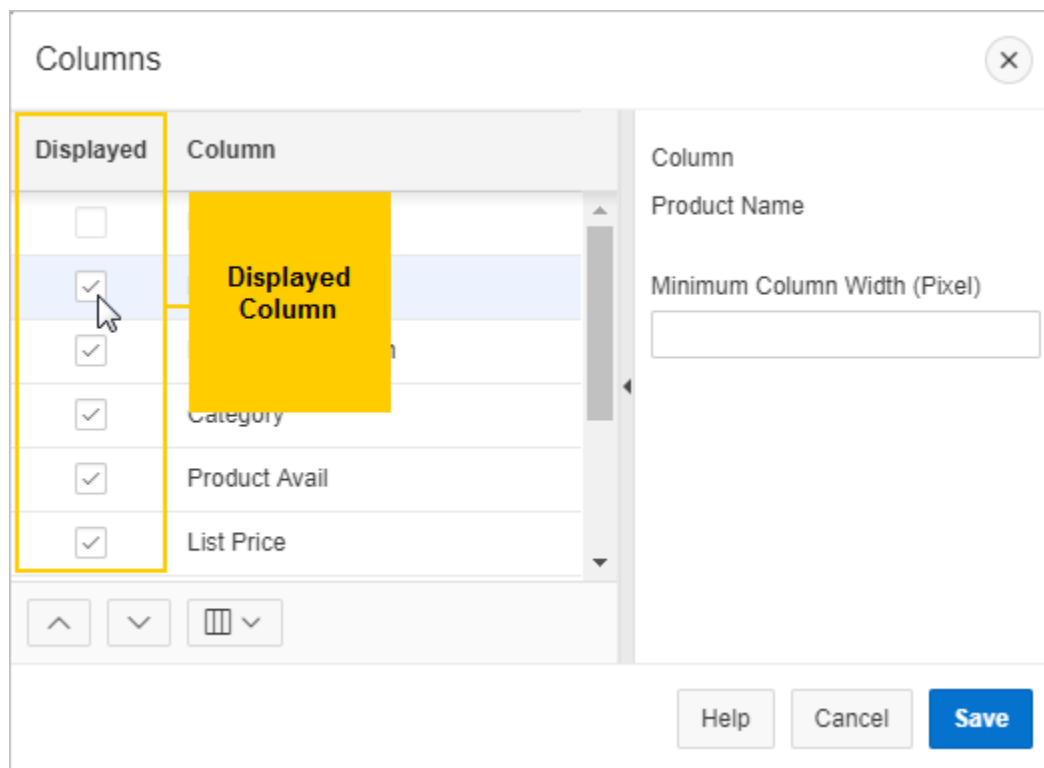 Columns
Displayed
Column
Displayed
Column
Category
Product Avail
List Price
Column
Product Name
Minimum Column Width (Pixel)
Help
Cancel
Save